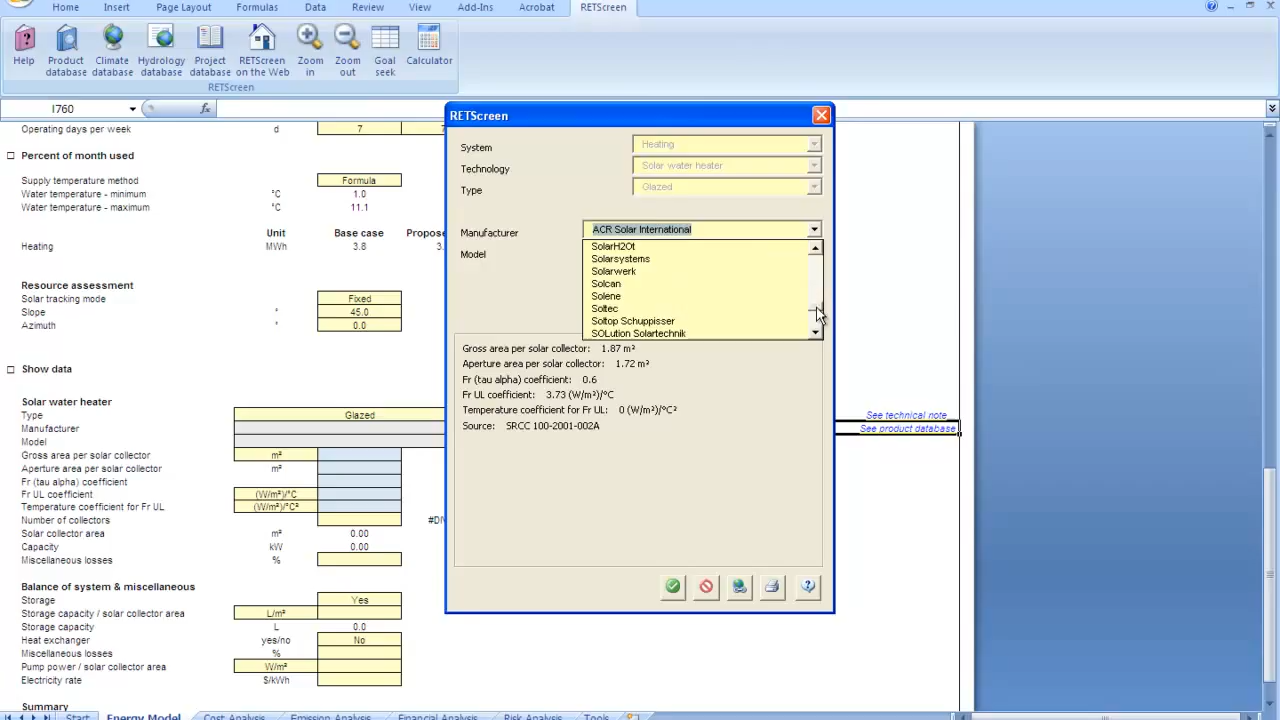 Home Insert Page Layout Formulas Data Review View Add-Ins Acrobat RETScreen
Help Product database Climate database Hydrology database Project database RETScreen on the Web Zoom in Zoom out Goal seek Calculator
RETScreen
I760 fx
Operating days per week d 7 7
Percent of month used
Supply temperature method Formula
Water temperature - minimum °C 1.0
Water temperature - maximum °C 11.1
Unit Base case Propose
Heating MWh 3.8 3.
Resource assessment
Solar tracking mode Fixed
Slope ° 45.0
Azimuth ° 0.0
Show data
Solar water heater
Type Glazed See technical note
Manufacturer See product database
Model
Gross area per solar collector m²
Aperture area per solar collector m²
Fr (tau alpha) coefficient
Fr UL coefficient (W/m²)/°C
Temperature coefficient for Fr UL (W/m²)/°C²
Number of collectors #DI
Solar collector area m² 0.00
Capacity kW 0.00
Miscellaneous losses %
Balance of system & miscellaneous
Storage Yes
Storage capacity / solar collector area L/m²
Storage capacity L 0.0
Heat exchanger yes/no No
Miscellaneous losses %
Pump power / solar collector area W/m²
Electricity rate $/kWh
Summary
Start Energy Model Cost Analysis Emission Analysis Financial Analysis Risk Analysis Tools
RETScreen
System Heating
Technology Solar water heater
Type Glazed
Manufacturer ACR Solar International
Model
SolarH2Ot
Solarsystems
Solarwerk
Solcan
Solene
Soltec
Soltop Schuppisser
SOLution Solartechnik
Gross area per solar collector: 1.87 m²
Aperture area per solar collector: 1.72 m²
Fr (tau alpha) coefficient: 0.6
Fr UL coefficient: 3.73 (W/m²)/°C
Temperature coefficient for Fr UL: 0 (W/m²)/°C²
Source: SRCC 100-2001-002A